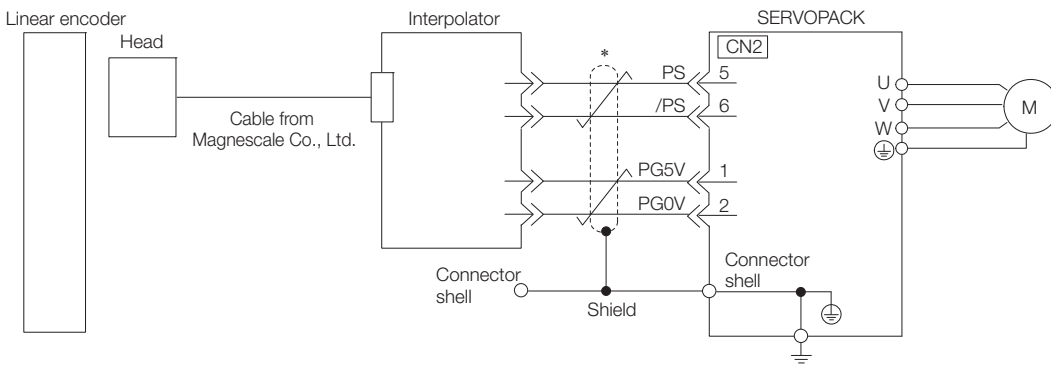 Linear encoder
Head
Cable from
Magnescale Co., Ltd.
Interpolator
*
SERVOPACK
CN2
PS 5
/PS 6
PG5V 1
PG0V 2
U
V
W
M
Connector
shell
Shield
Connector
shell